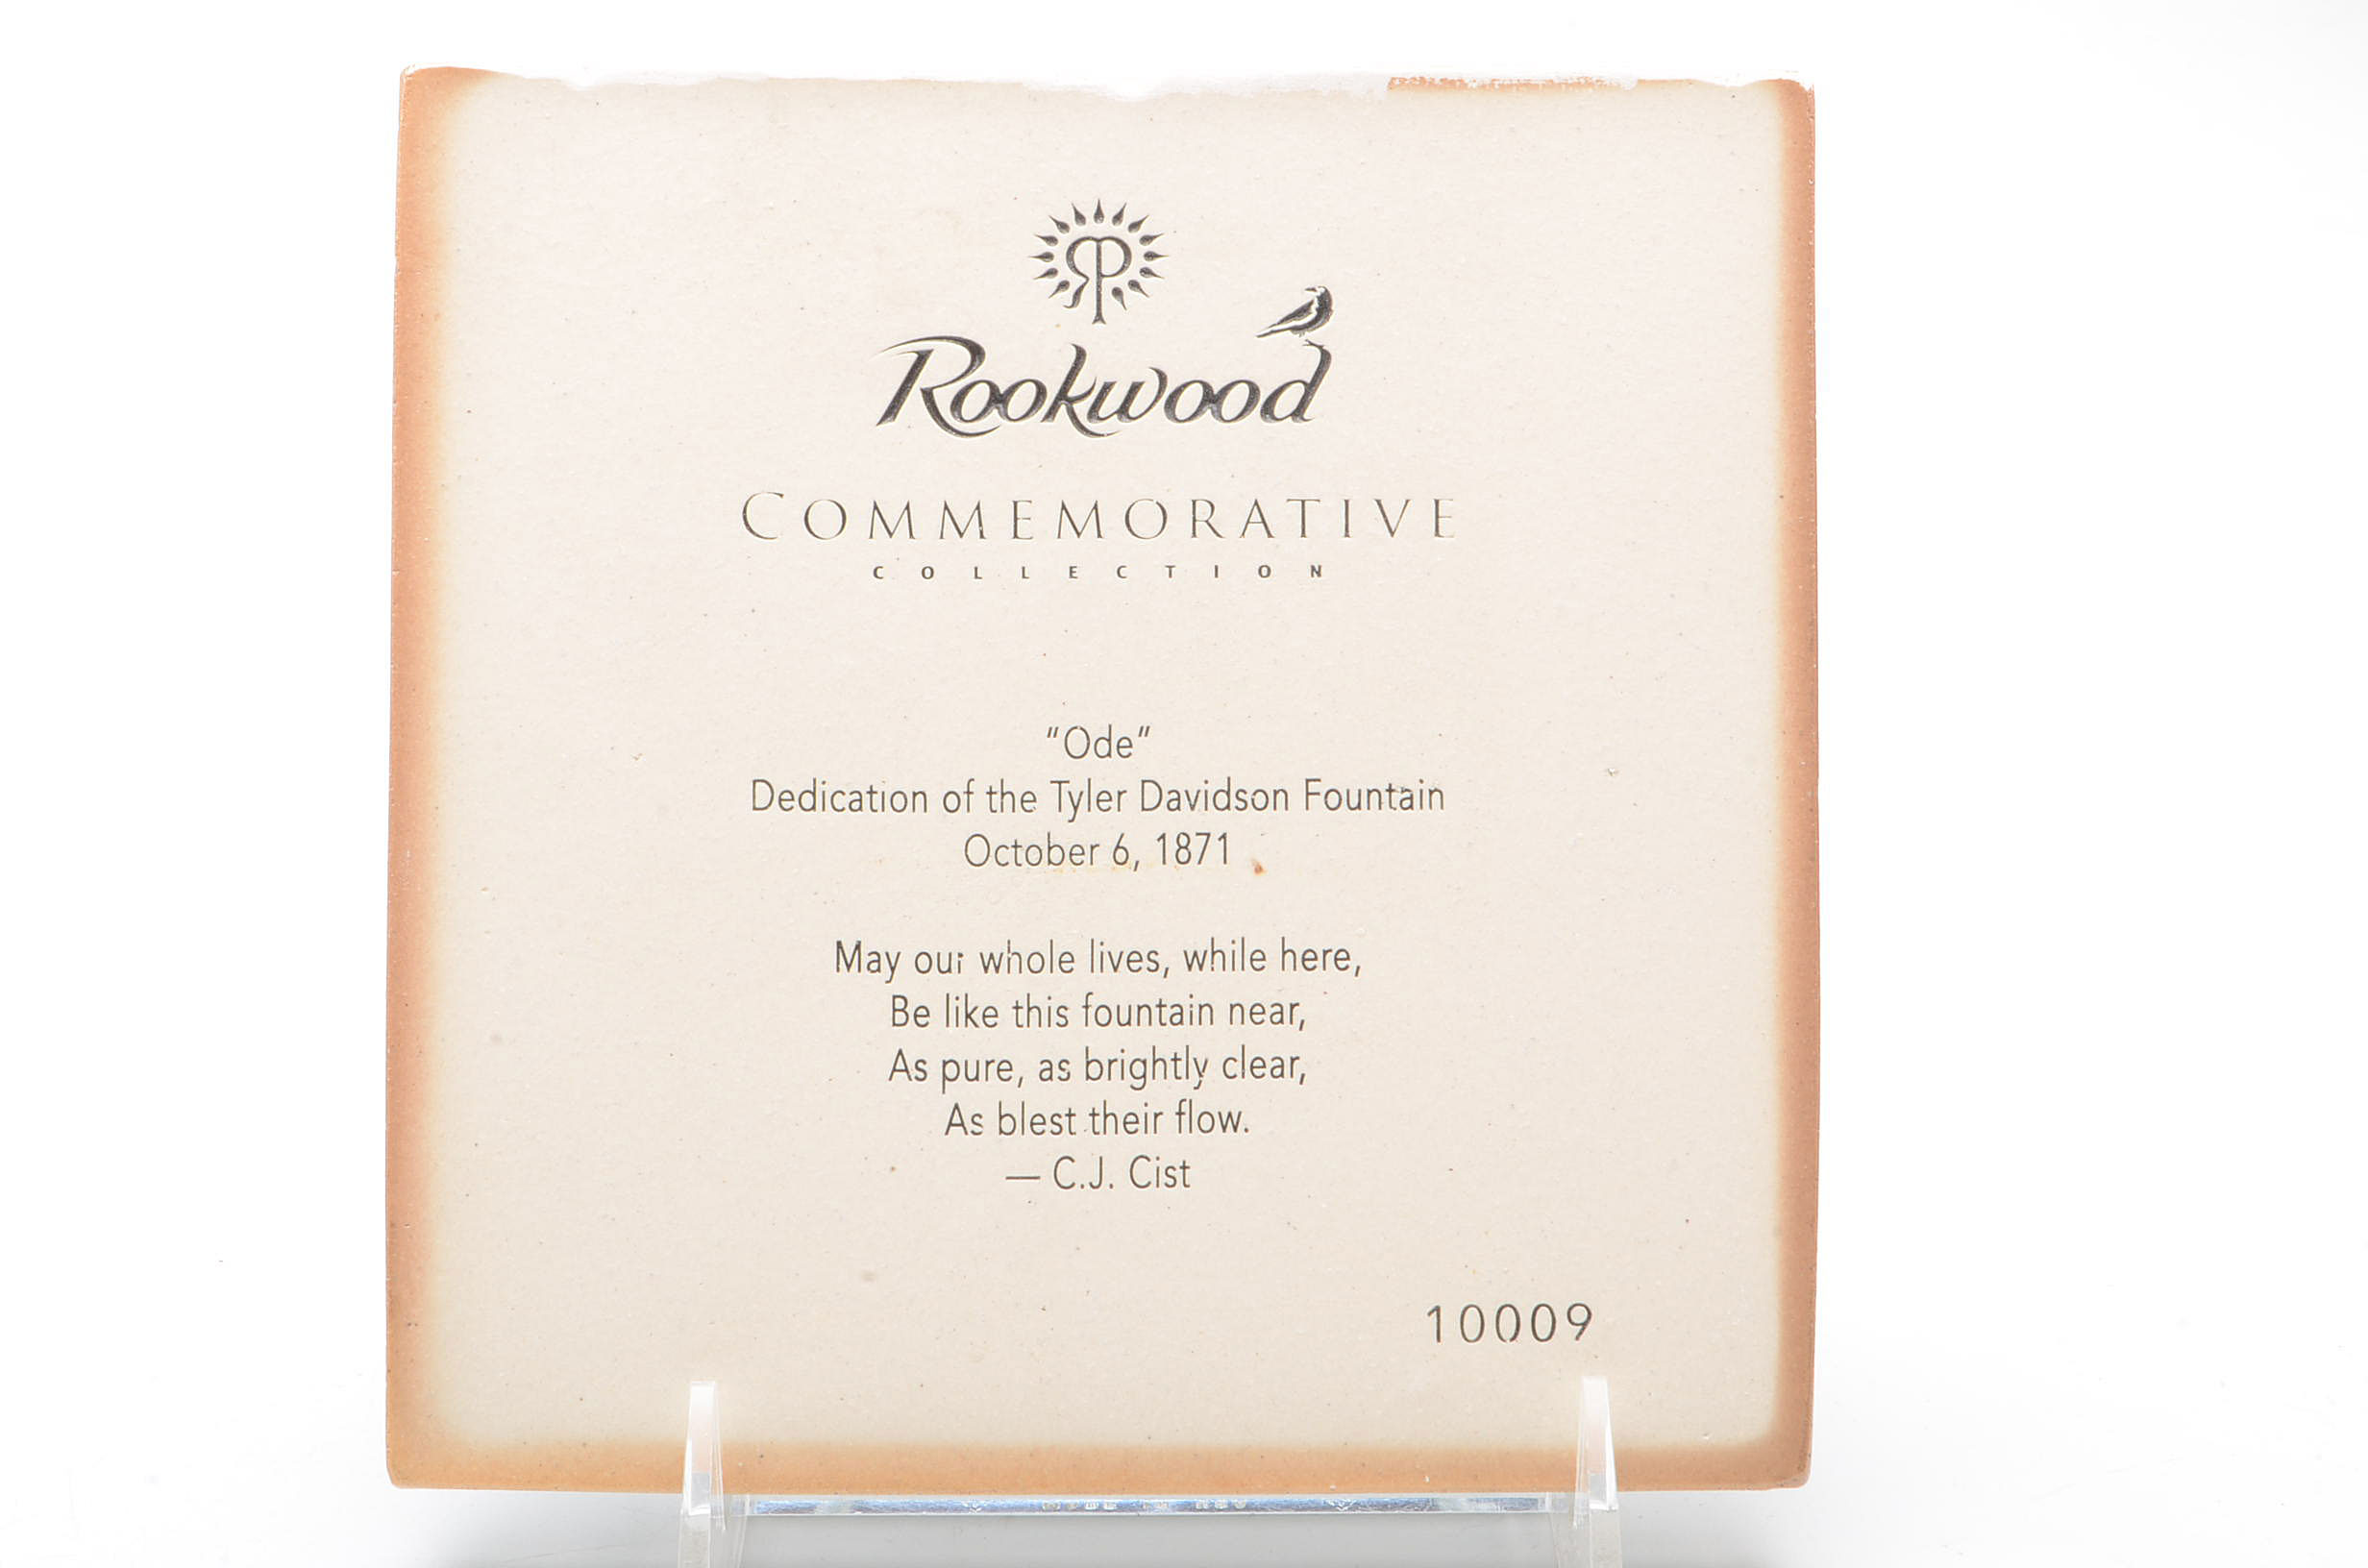 RP
Rookwood
COMMEMORATIVE
COLLECTION
"Ode"
Dedication of the Tyler Davidson Fountain
October 6, 1871
May our whole lives, while here,
Be like this fountain near,
As pure, as brightly clear,
As blest their flow.
— C.J. Cist
10009